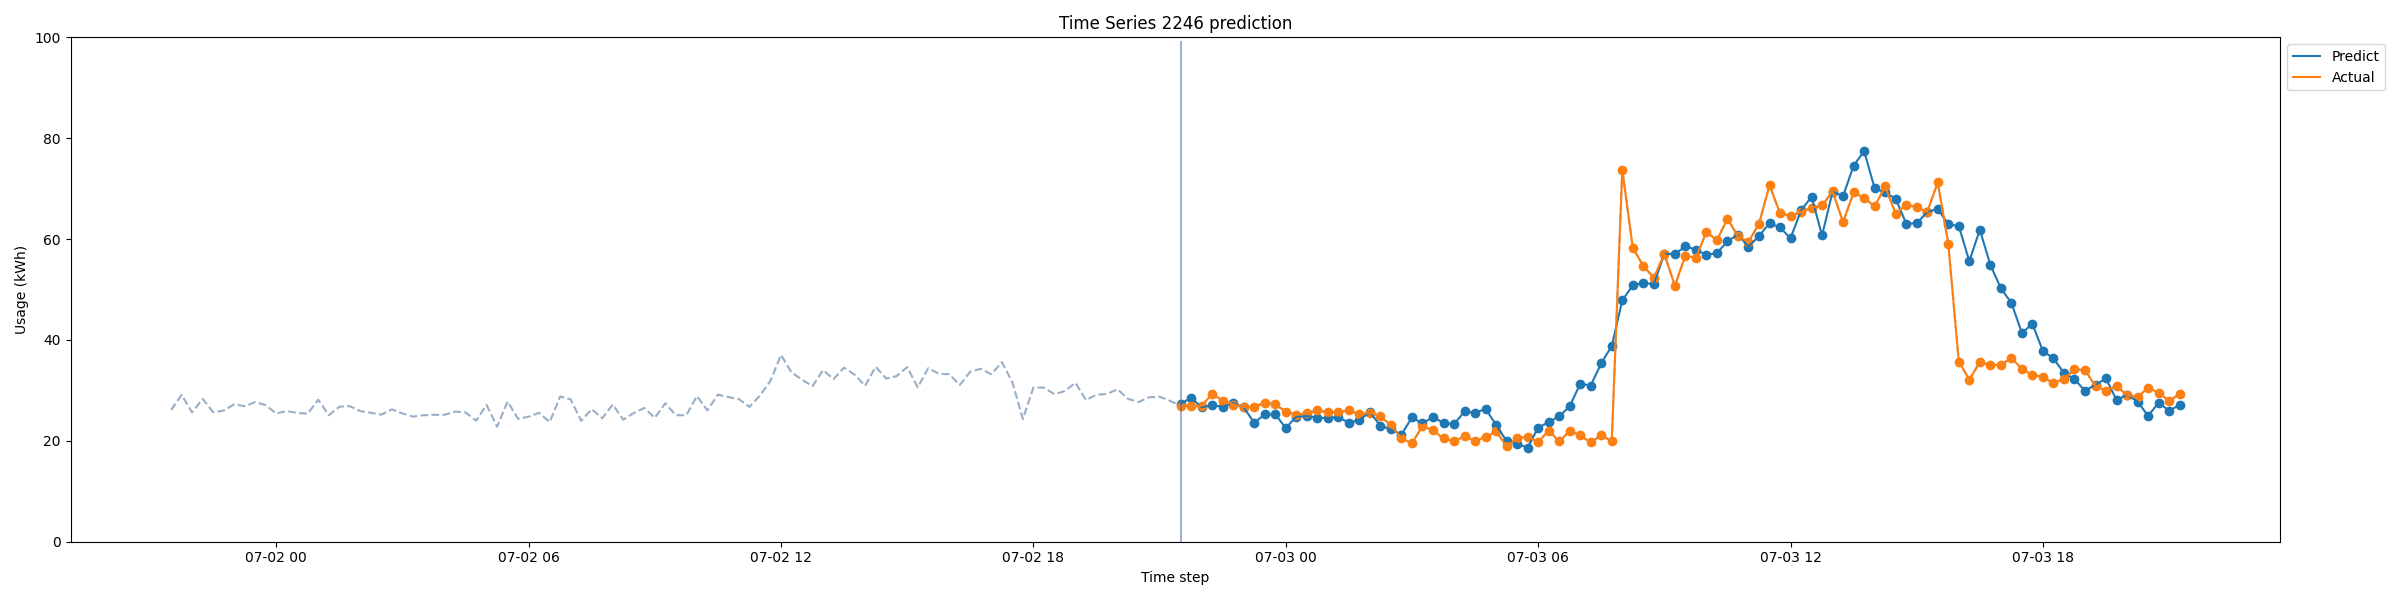 Time Series 2246 prediction
100
80
60
40
20
0
Usage (kWh)
07-02 00 07-02 06 07-02 12 07-02 18 07-03 00 07-03 06 07-03 12 07-03 18
Time step
Predict
Actual